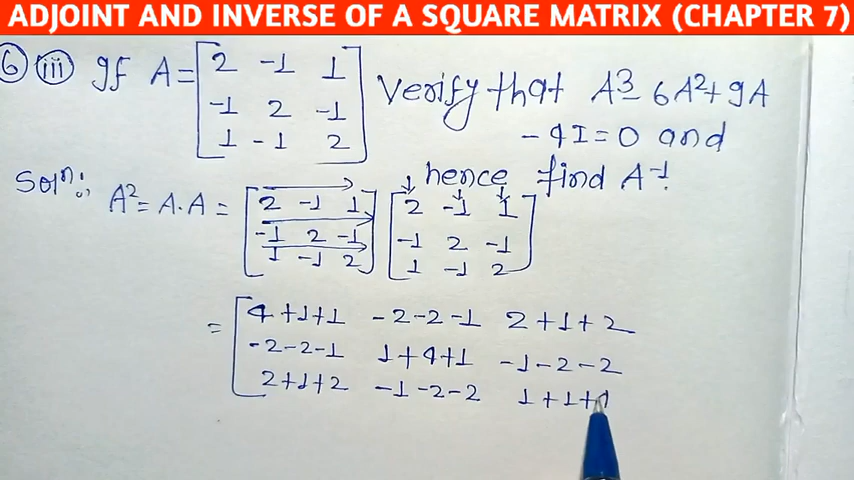 ADJOINT AND INVERSE OF A SQUARE MATRIX (CHAPTER 7)
6 iii If A = [ 2 -1 1 Verify that A³ - 6A² + 9A
-1 2 -1 - 4I = 0 and
1 -1 2 ] hence find A⁻¹.
Solⁿ:
A² = A.A = [ 2 -1 1 ] [ 2 -1 1 ]
-1 2 -1 -1 2 -1
1 -1 2 1 -1 2
= [ 4+1+1 -2-2-1 2+1+2
-2-2-1 1+4+1 -1-2-2
2+1+2 -1-2-2 1+1+